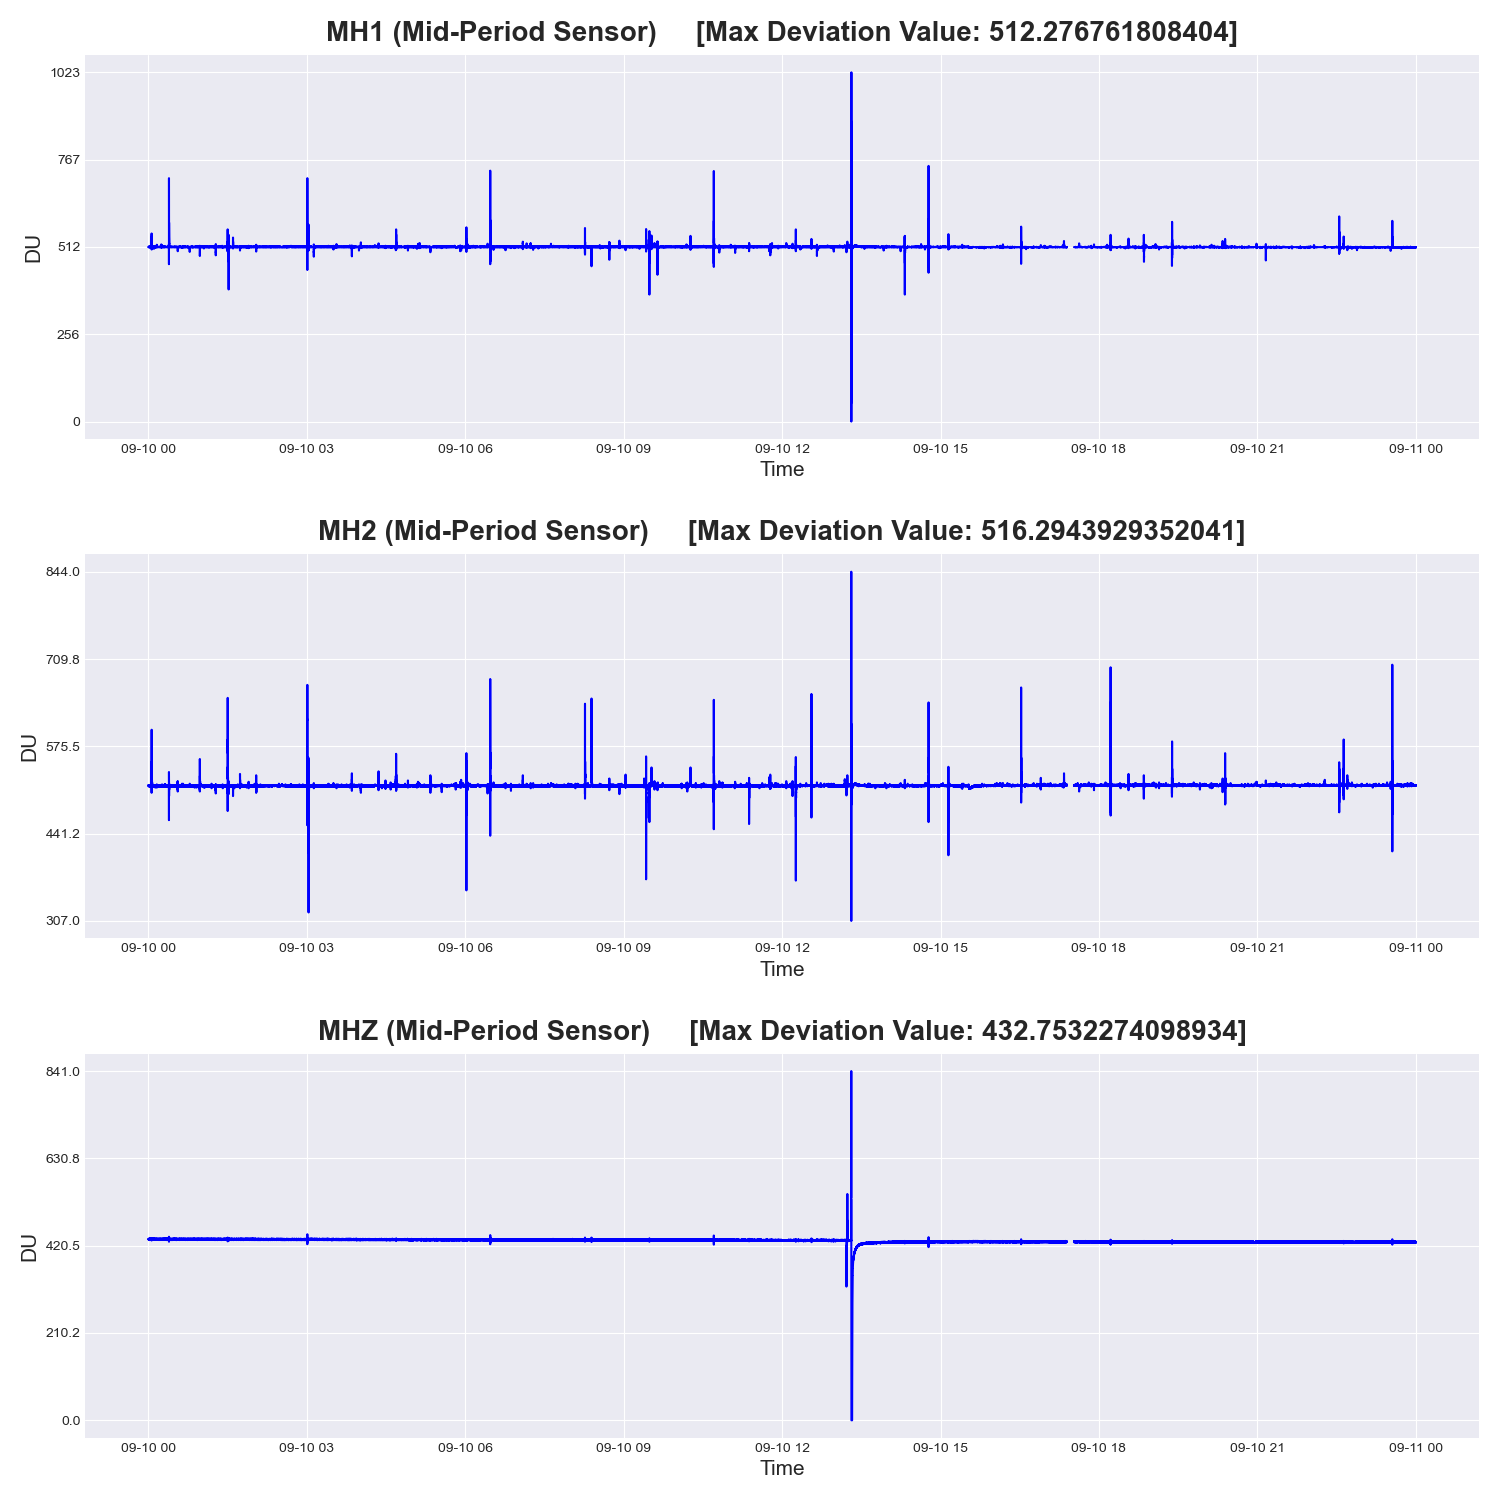 MH1 (Mid-Period Sensor) [Max Deviation Value: 512.276761808404]
1023
767
512
256
0
DU
09-10 00 09-10 03 09-10 06 09-10 09 09-10 12 09-10 15 09-10 18 09-10 21 09-11 00
Time
MH2 (Mid-Period Sensor) [Max Deviation Value: 516.2943929352041]
844.0
709.8
575.5
441.2
307.0
DU
09-10 00 09-10 03 09-10 06 09-10 09 09-10 12 09-10 15 09-10 18 09-10 21 09-11 00
Time
MHZ (Mid-Period Sensor) [Max Deviation Value: 432.7532274098934]
841.0
630.8
420.5
210.2
0.0
DU
09-10 00 09-10 03 09-10 06 09-10 09 09-10 12 09-10 15 09-10 18 09-10 21 09-11 00
Time